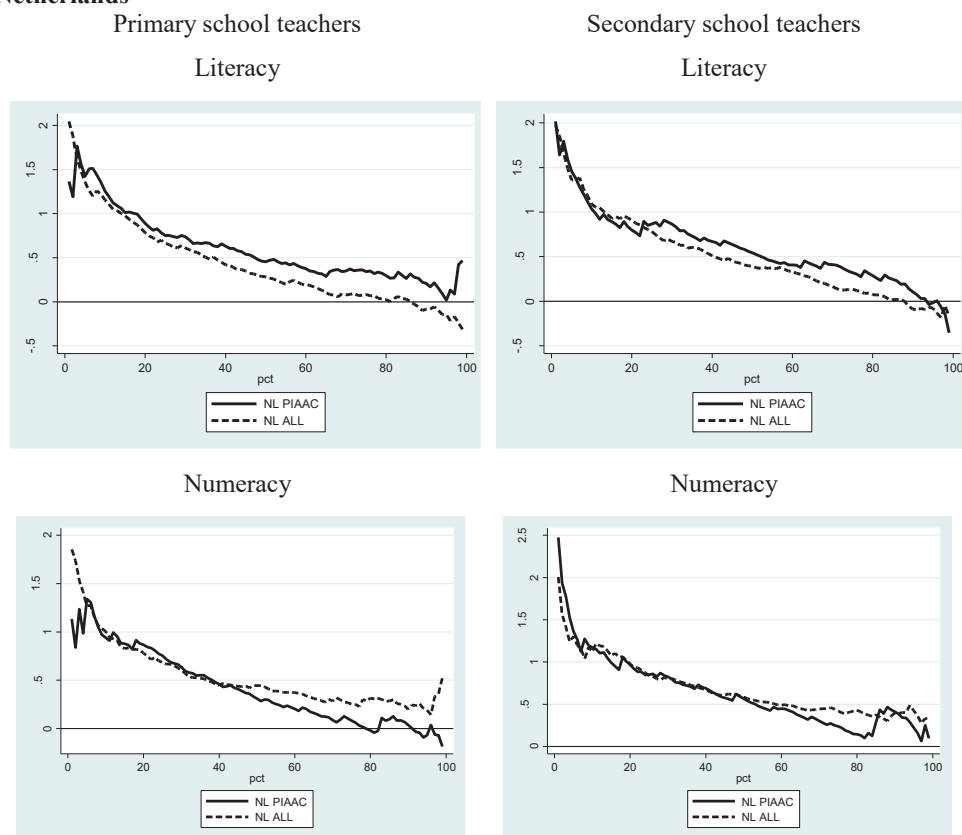 Netherlands
Primary school teachers
Secondary school teachers
Literacy
Literacy
2
1.5
1
.5
0
-.5
0 20 40 60 80 100
pct
NL PIAAC
NL ALL
2
1.5
1
.5
0
-.5
0 20 40 60 80 100
pct
NL PIAAC
NL ALL
Numeracy
Numeracy
2
1.5
1
.5
0
0 20 40 60 80 100
pct
NL PIAAC
NL ALL
2.5
2
1.5
1
.5
0
0 20 40 60 80 100
pct
NL PIAAC
NL ALL